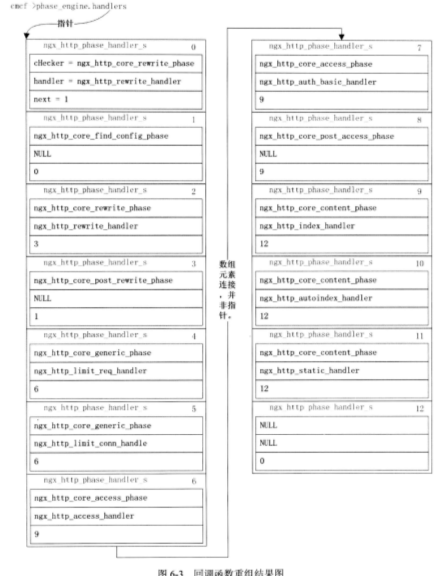 cmcf >phase_engine.handlers
指针
ngx_http_phase_handler_s 0
cHecker = ngx_http_core_rewrite_phase
handler = ngx_http_rewrite_handler
next = 1
ngx_http_phase_handler_s 1
ngx_http_core_find_config_phase
NULL
0
ngx_http_phase_handler_s 2
ngx_http_core_rewrite_phase
ngx_http_rewrite_handler
3
ngx_http_phase_handler_s 3
ngx_http_core_post_rewrite_phase
NULL
1
ngx_http_phase_handler_s 4
ngx_http_core_generic_phase
ngx_http_limit_req_handler
6
ngx_http_phase_handler_s 5
ngx_http_core_generic_phase
ngx_http_limit_conn_handle
6
ngx_http_phase_handler_s 6
ngx_http_core_access_phase
ngx_http_access_handler
9
数组
元素
连接
，并
非指
针。
ngx_http_phase_handler_s 7
ngx_http_core_access_phase
ngx_http_auth_basic_handler
9
ngx_http_phase_handler_s 8
ngx_http_core_post_access_phase
NULL
9
ngx_http_phase_handler_s 9
ngx_http_core_content_phase
ngx_http_index_handler
12
ngx_http_phase_handler_s 10
ngx_http_core_content_phase
ngx_http_autoindex_handler
12
ngx_http_phase_handler_s 11
ngx_http_core_content_phase
ngx_http_static_handler
12
ngx_http_phase_handler_s 12
NULL
NULL
0
图 6-3 回调函数重组结果图